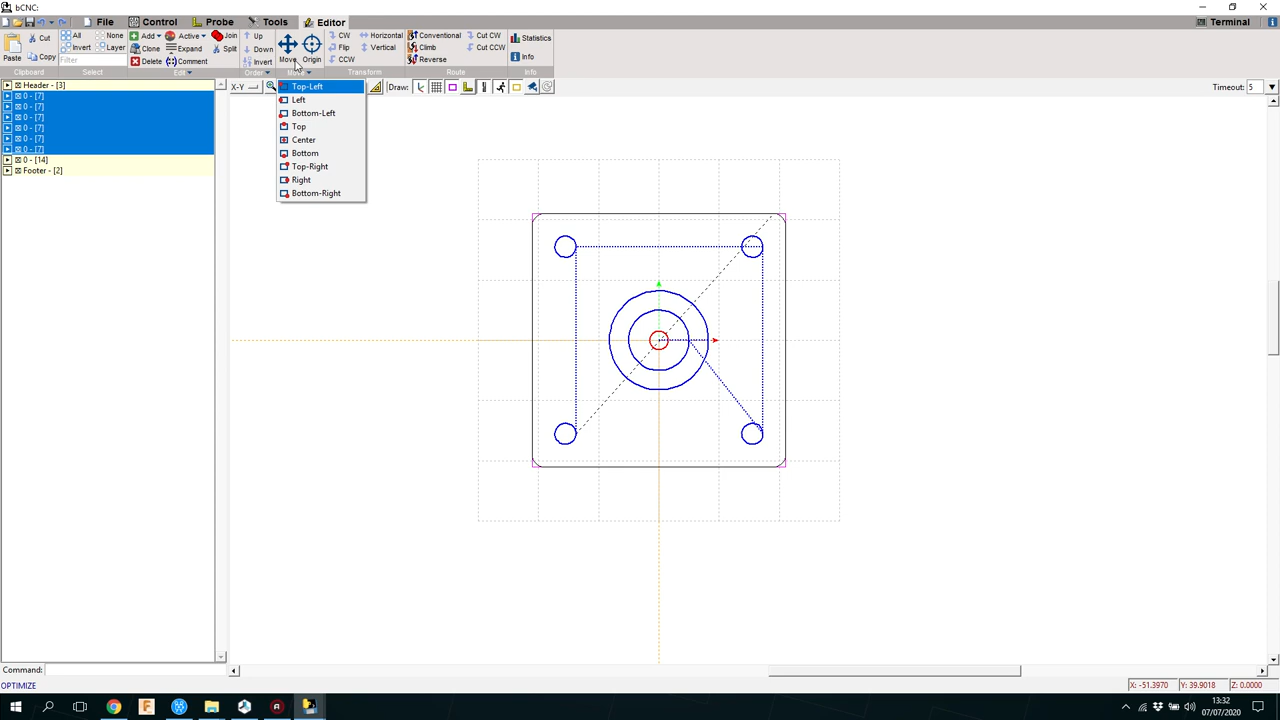 bCNC:
File Control Probe Tools Editor Terminal
Paste Cut Copy
Clipboard
All None
Invert Layer
Filter
Select
Add Active Join
Clone Expand Split
Delete Comment
Edit
Up
Down
Invert
Order
Move Origin
Move
CW Horizontal
Flip Vertical
CCW
Transform
Conventional Cut CW
Climb Cut CCW
Reverse
Route
Statistics
Info
Info
Header - [3]
0 - [7]
0 - [7]
0 - [7]
0 - [7]
0 - [7]
0 - [7]
0 - [14]
Footer - [2]
X-Y Draw: Timeout: 5
Top-Left
Left
Bottom-Left
Top
Center
Bottom
Top-Right
Right
Bottom-Right
Command:
OPTIMIZE X: -51.3970 Y: 39.9018 Z: 0.0000
13:32
07/07/2020